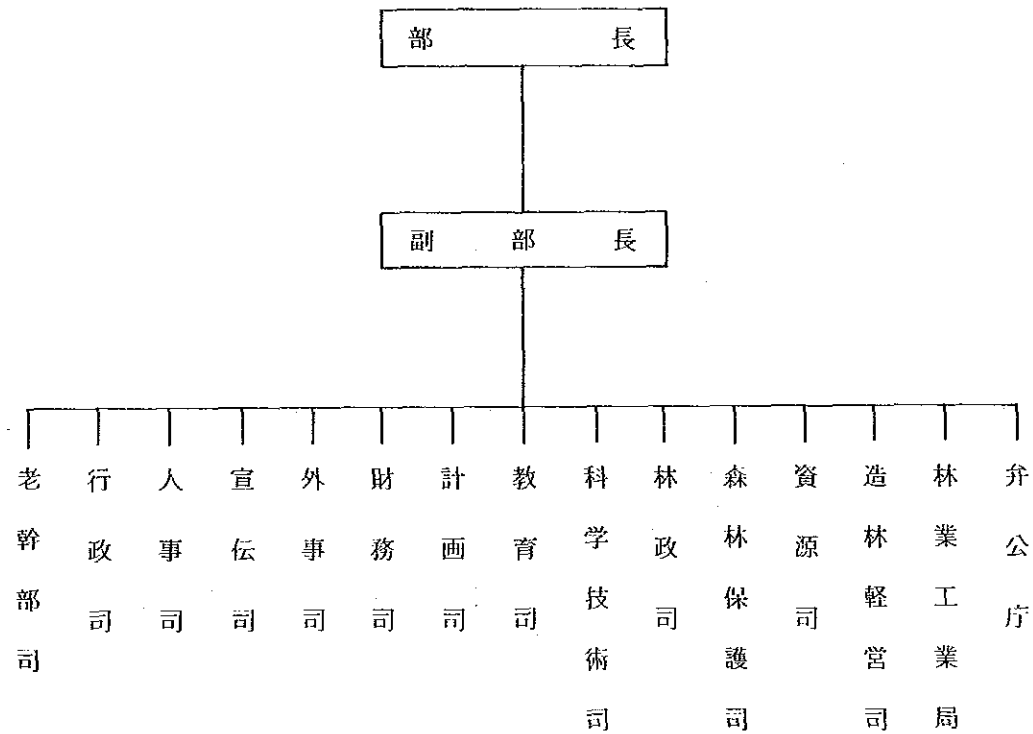 部長
副部長
老幹部司
行政司
人事司
宣伝司
外事司
財務司
計画司
教育司
科学技術司
林政司
森林保護司
資源司
造林軽営司
林業工業局
弁公庁